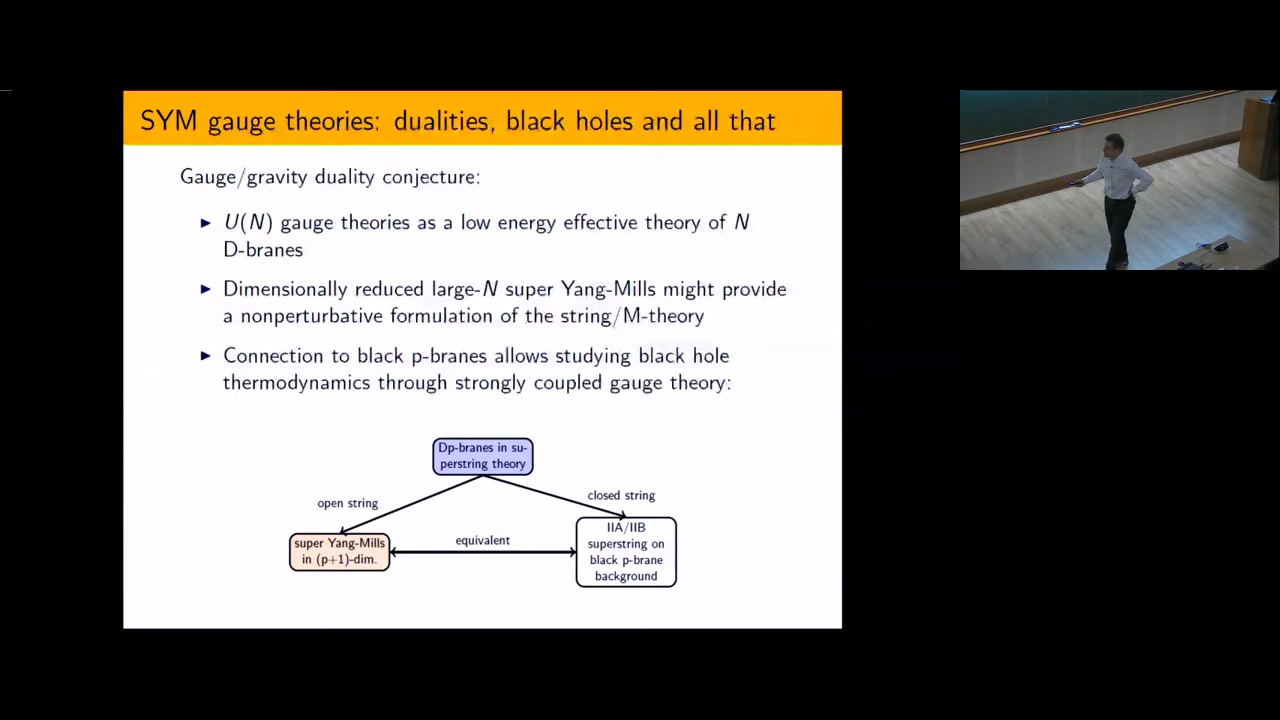 SYM gauge theories: dualities, black holes and all that
Gauge/gravity duality conjecture:
► U(N) gauge theories as a low energy effective theory of N
D-branes
► Dimensionally reduced large-N super Yang-Mills might provide
a nonperturbative formulation of the string/M-theory
► Connection to black p-branes allows studying black hole
thermodynamics through strongly coupled gauge theory:
Dp-branes in su-
perstring theory
open string
closed string
super Yang-Mills
in (p+1)-dim.
equivalent
IIA/IIB
superstring on
black p-brane
background